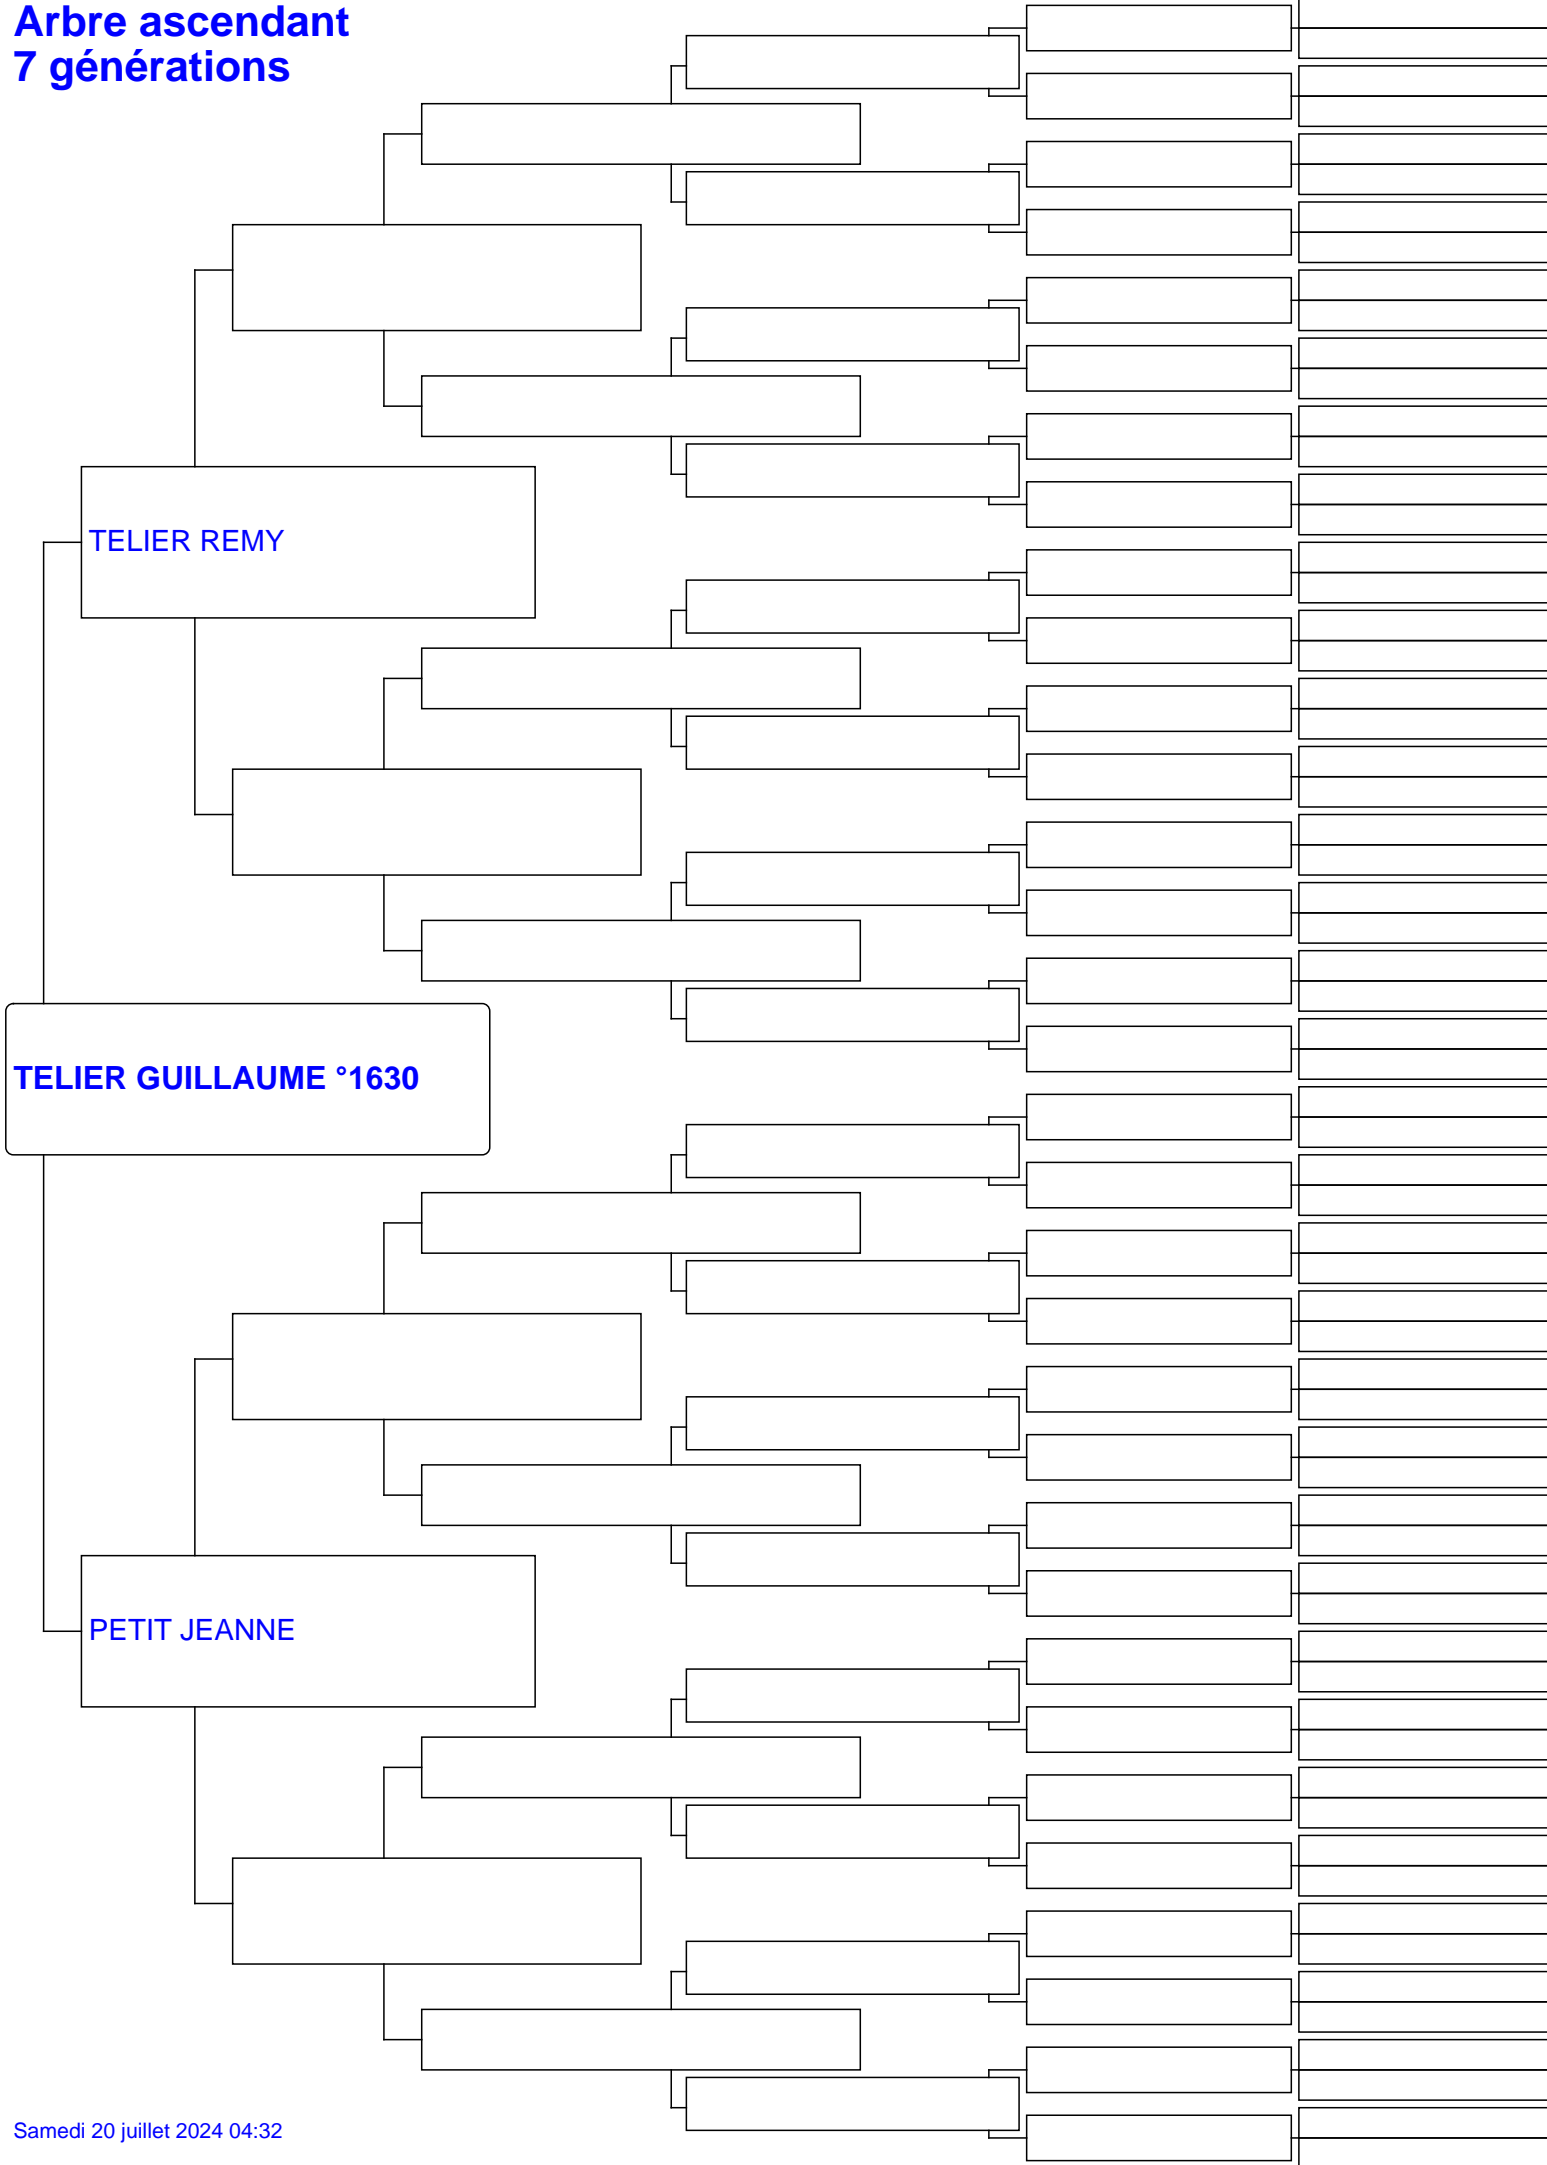 Arbre ascendant
7 générations
TELIER REMY
TELIER GUILLAUME °1630
PETIT JEANNE
Samedi 20 juillet 2024 04:32